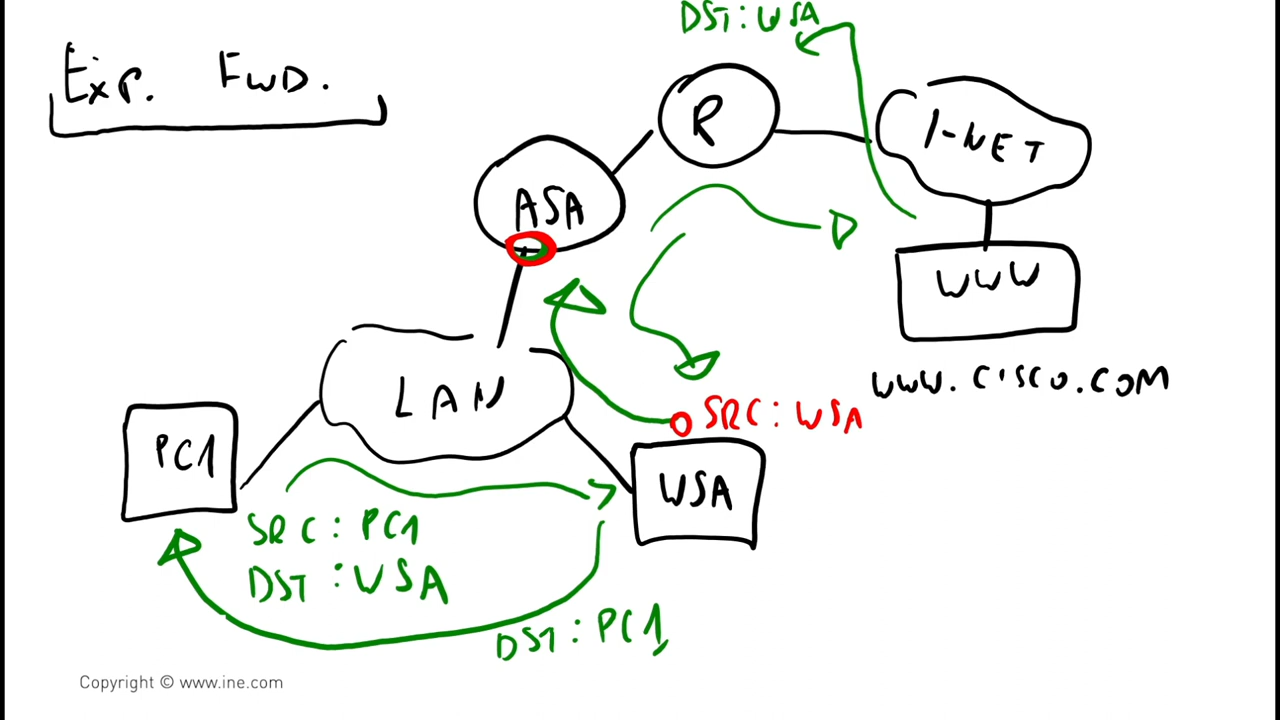 DST:WSA
Exp. FWD.
R
I-NET
ASA
WWW
www.cisco.com
LAN
SRC:WSA
PC1
WSA
SRC:PC1
DST:WSA
DST:PC1
Copyright © www.ine.com